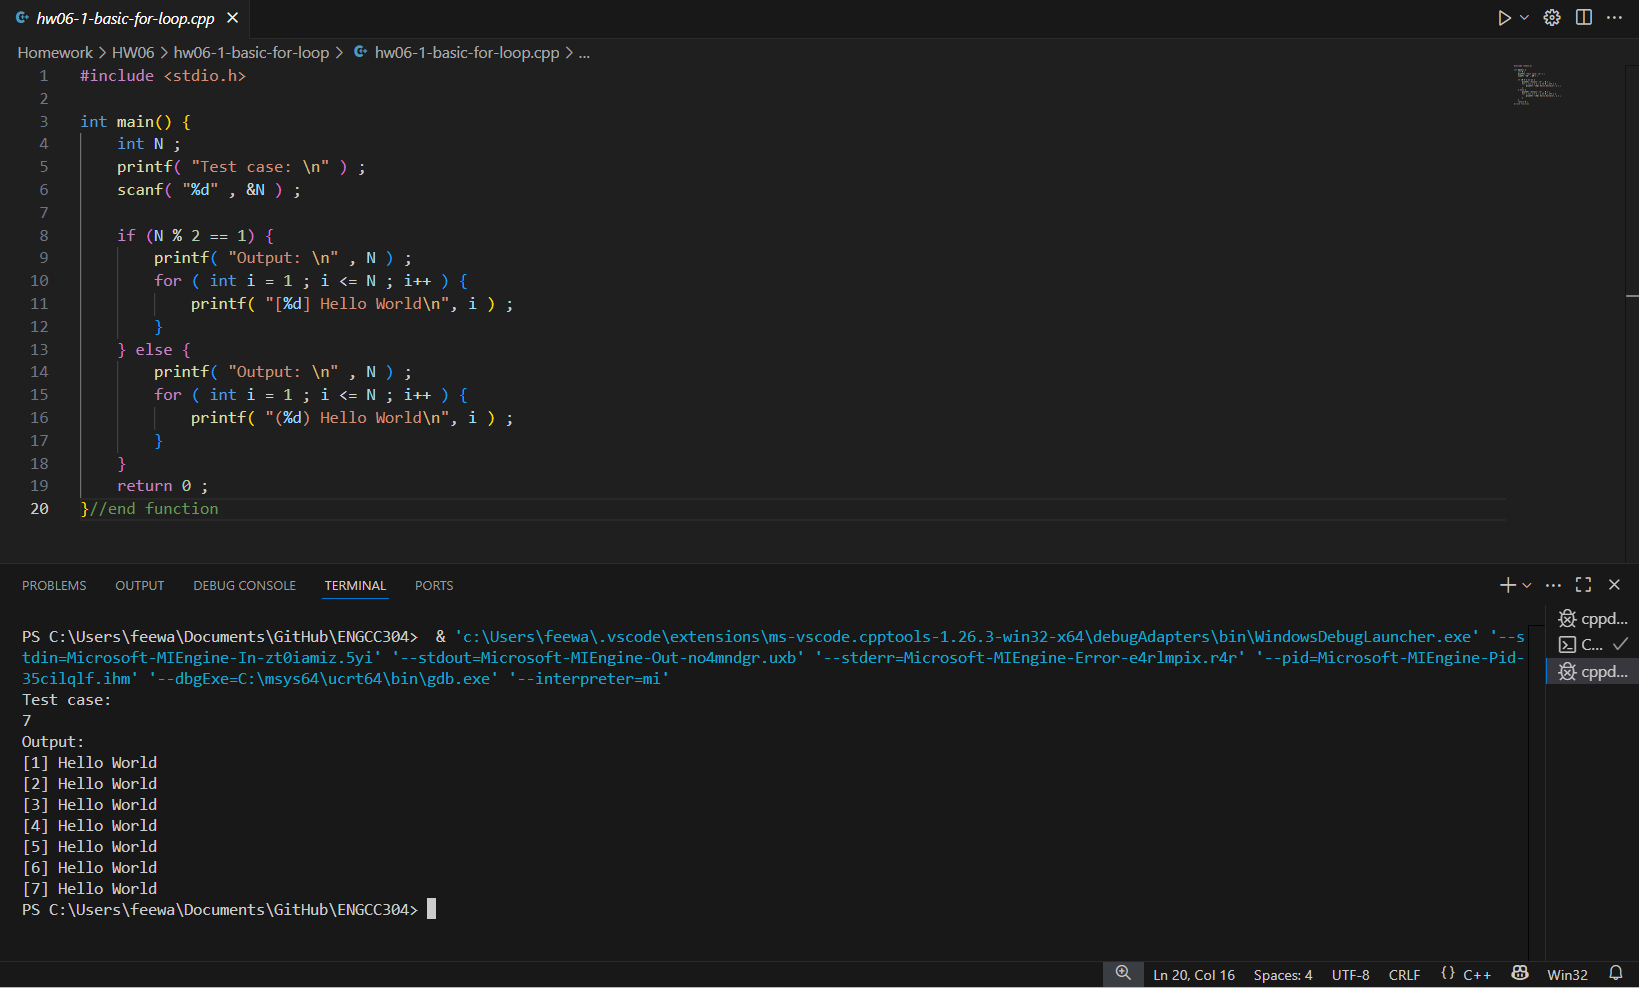 hw06-1-basic-for-loop.cpp
Homework > HW06 > hw06-1-basic-for-loop > hw06-1-basic-for-loop.cpp > ...
1 #include <stdio.h>
2
3 int main() {
4 int N ;
5 printf( "Test case: \n" ) ;
6 scanf( "%d" , &N ) ;
7
8 if (N % 2 == 1) {
9 printf( "Output: \n" , N ) ;
10 for ( int i = 1 ; i <= N ; i++ ) {
11 printf( "[%d] Hello World\n", i ) ;
12 }
13 } else {
14 printf( "Output: \n" , N ) ;
15 for ( int i = 1 ; i <= N ; i++ ) {
16 printf( "(%d) Hello World\n", i ) ;
17 }
18 }
19 return 0 ;
20 }//end function
PROBLEMS OUTPUT DEBUG CONSOLE TERMINAL PORTS
PS C:\Users\feewa\Documents\GitHub\ENGCC304>  & 'c:\Users\feewa\.vscode\extensions\ms-vscode.cpptools-1.26.3-win32-x64\debugAdapters\bin\WindowsDebugLauncher.exe' '--s
tdin=Microsoft-MIEngine-In-zt0iamiz.5yi' '--stdout=Microsoft-MIEngine-Out-no4mndgr.uxb' '--stderr=Microsoft-MIEngine-Error-e4rlmpix.r4r' '--pid=Microsoft-MIEngine-Pid-
35cilqlf.ihm' '--dbgExe=C:\msys64\ucrt64\bin\gdb.exe' '--interpreter=mi'
Test case:
7
Output:
[1] Hello World
[2] Hello World
[3] Hello World
[4] Hello World
[5] Hello World
[6] Hello World
[7] Hello World
PS C:\Users\feewa\Documents\GitHub\ENGCC304>
cppd...
C...
cppd...
Ln 20, Col 16 Spaces: 4 UTF-8 CRLF {} C++ Win32